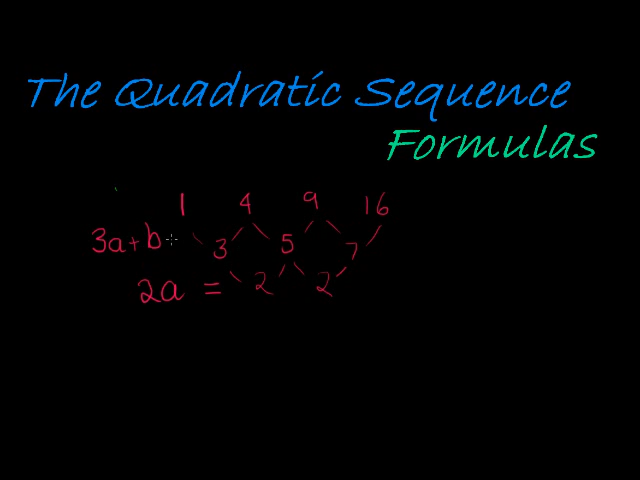 The Quadratic Sequence
Formulas
1 4 9 16
3a+b 3 5 7
2a = 2 2